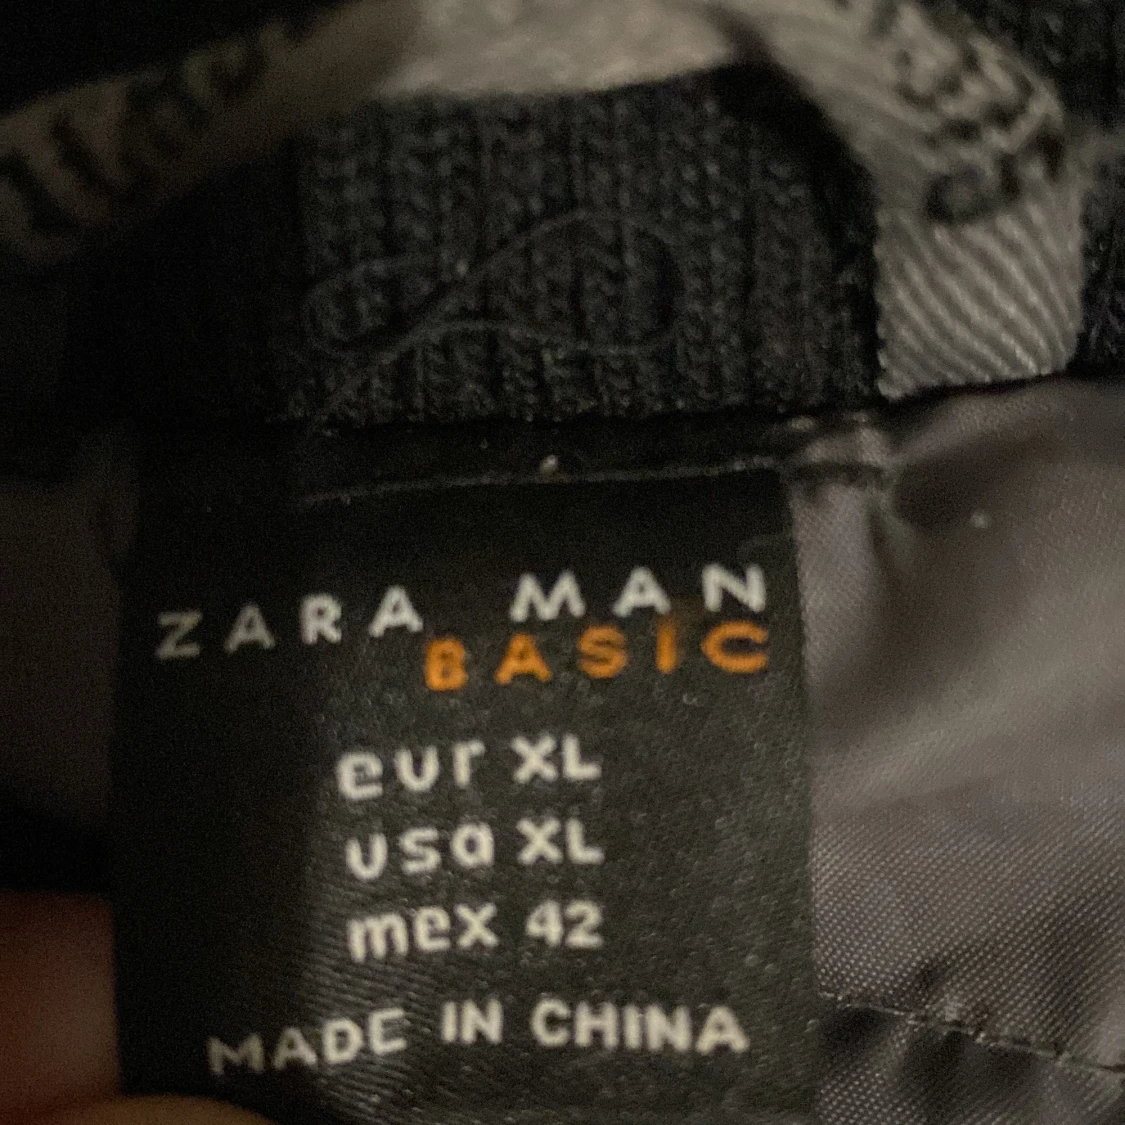 ZARA MAN
BASIC
eur XL
usa XL
mex 42
MADE IN CHINA